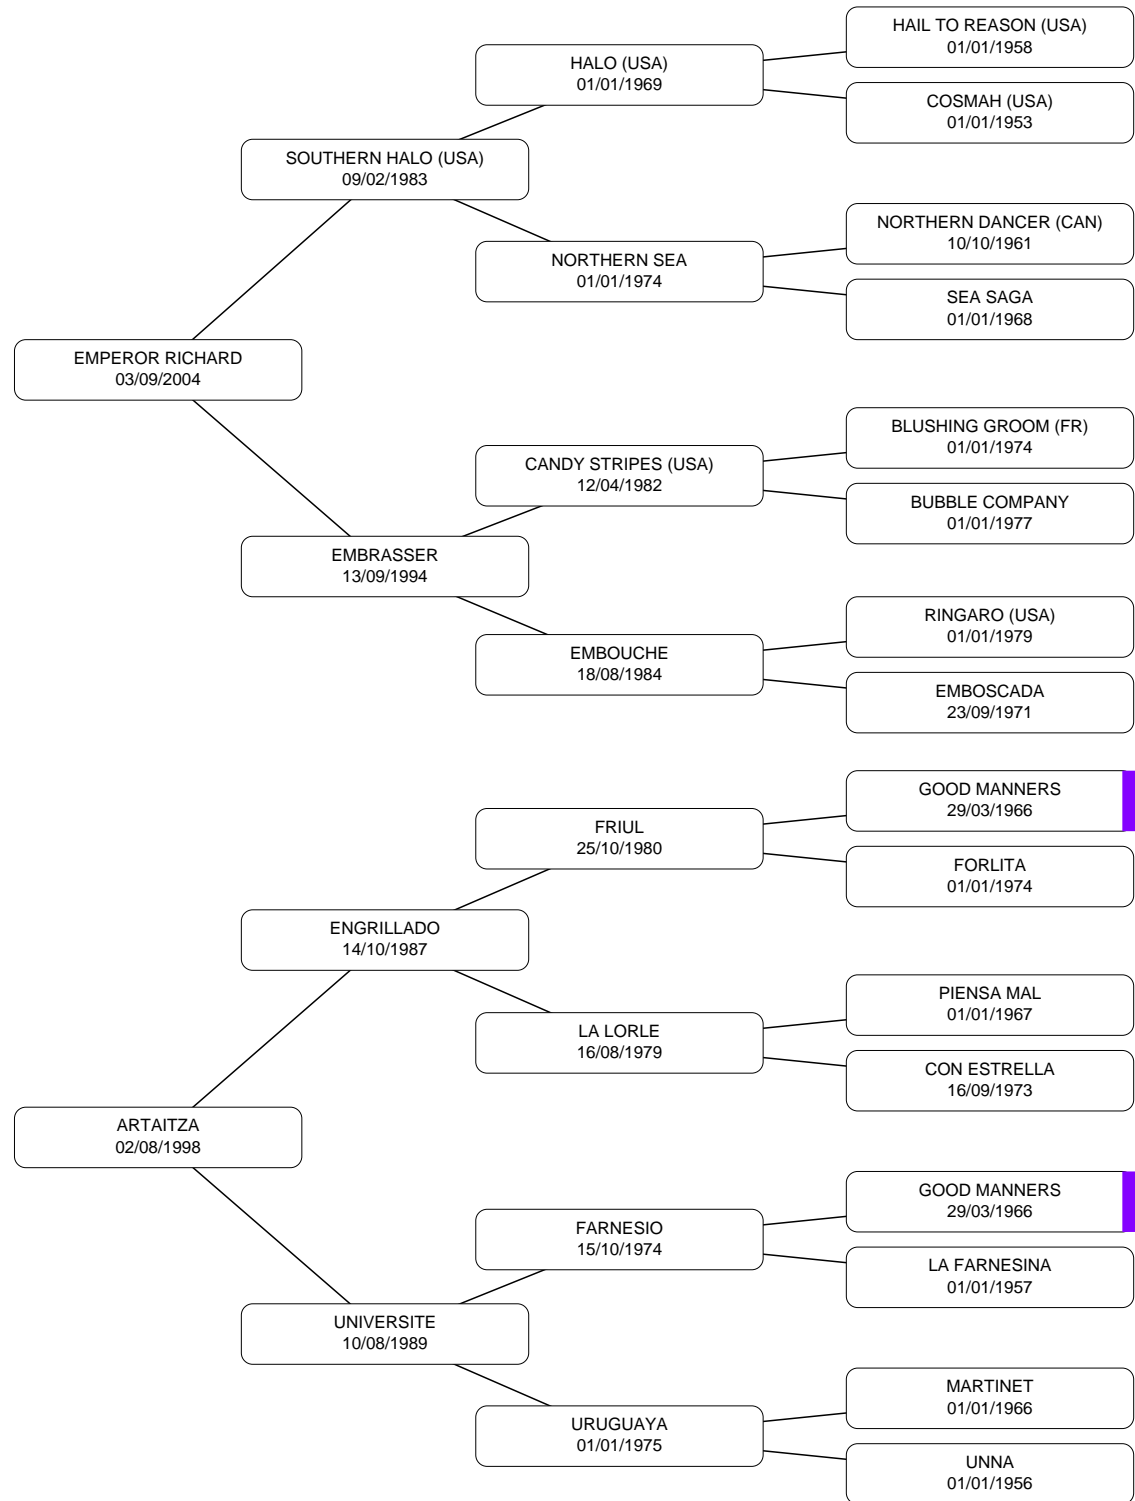 HAIL TO REASON (USA)
01/01/1958
HALO (USA)
01/01/1969
COSMAH (USA)
01/01/1953
SOUTHERN HALO (USA)
09/02/1983
NORTHERN DANCER (CAN)
10/10/1961
NORTHERN SEA
01/01/1974
SEA SAGA
01/01/1968
EMPEROR RICHARD
03/09/2004
BLUSHING GROOM (FR)
01/01/1974
CANDY STRIPES (USA)
12/04/1982
BUBBLE COMPANY
01/01/1977
EMBRASSER
13/09/1994
RINGARO (USA)
01/01/1979
EMBOUCHE
18/08/1984
EMBOSCADA
23/09/1971
GOOD MANNERS
29/03/1966
FRIUL
25/10/1980
FORLITA
01/01/1974
ENGRILLADO
14/10/1987
PIENSA MAL
01/01/1967
LA LORLE
16/08/1979
CON ESTRELLA
16/09/1973
ARTAITZA
02/08/1998
GOOD MANNERS
29/03/1966
FARNESIO
15/10/1974
LA FARNESINA
01/01/1957
UNIVERSITE
10/08/1989
MARTINET
01/01/1966
URUGUAYA
01/01/1975
UNNA
01/01/1956